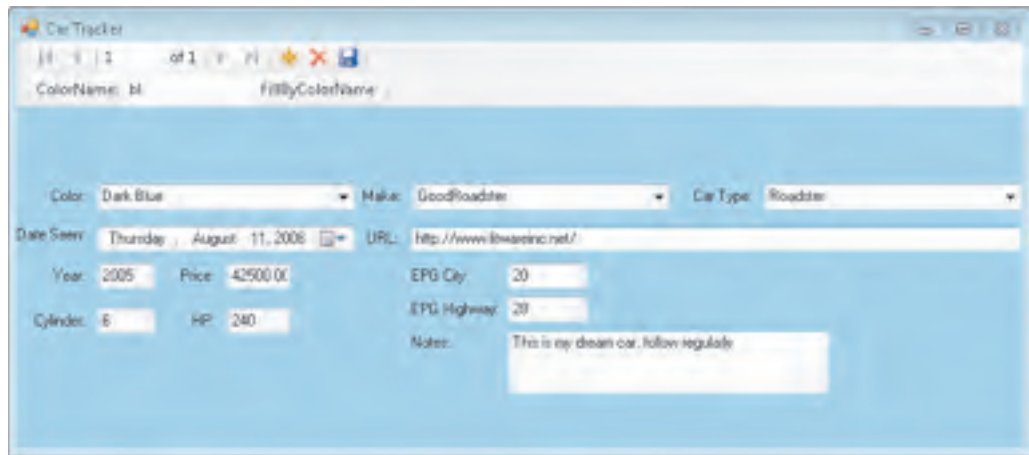 Car Tracker
1 of 1
ColorName: bl FillByColorName
Color: Dark Blue Make: GoodRoadster Car Type: Roadster
Date Seen: Thursday , August 11, 2008 URL: http://www.litwareinc.net/
Year: 2005 Price: 42500.00 EPG City: 20
Cylinder: 6 HP: 240 EPG Highway: 28
Notes: This is my dream car, follow regularly